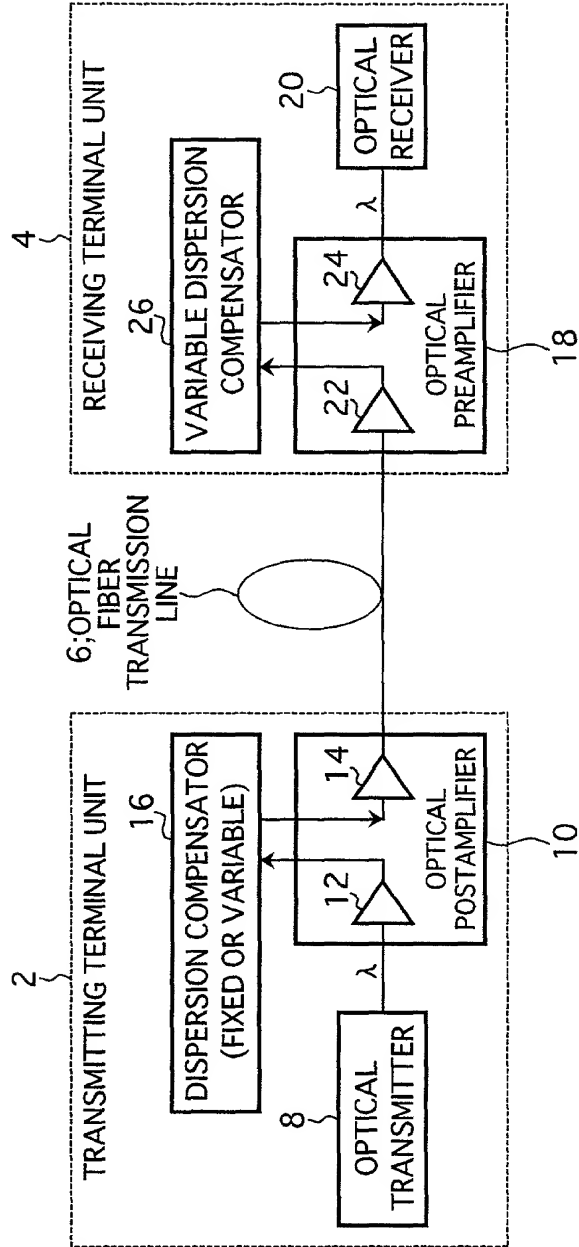 2
TRANSMITTING TERMINAL UNIT
16
DISPERSION COMPENSATOR
(FIXED OR VARIABLE)
8
OPTICAL
TRANSMITTER
λ
12
14
OPTICAL
POSTAMPLIFIER
10
6;OPTICAL
FIBER
TRANSMISSION
LINE
4
RECEIVING TERMINAL UNIT
26
VARIABLE DISPERSION
COMPENSATOR
22
24
OPTICAL
PREAMPLIFIER
18
λ
20
OPTICAL
RECEIVER